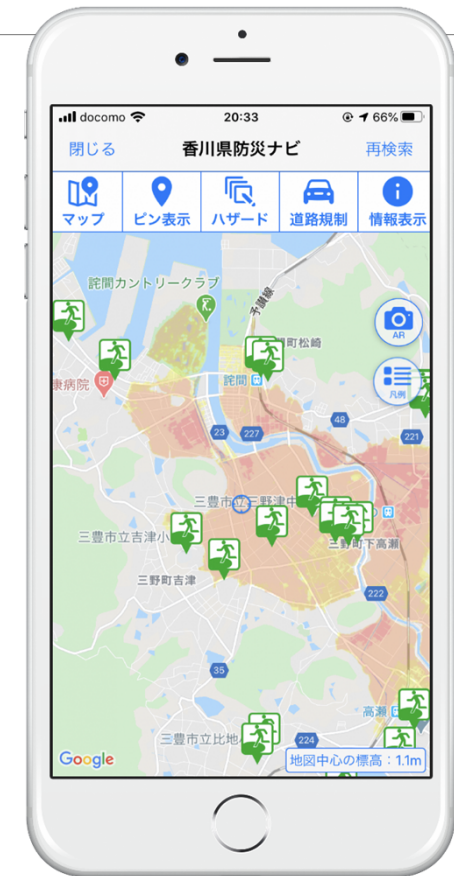 docomo
20:33
66%
閉じる
香川県防災ナビ
再検索
マップ
ピン表示
ハザード
道路規制
情報表示
詫間カントリークラブ
予讃線
町松崎
AR
康病院
詫間
凡例
48
23
227
221
三豊市立三野津中
三豊市立吉津小
三野町下高瀬
三野町吉津
222
35
高瀬
三豊市立比地
224
Google
地図中心の標高:1.1m